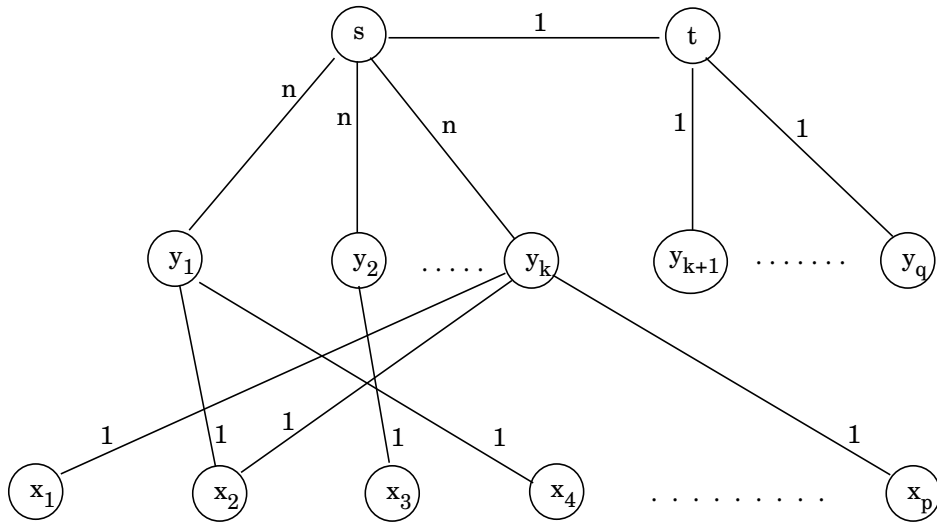 s 1 t
n n n 1 1
y1 y2 ..... yk yk+1 ....... yq
1 1 1 1 1 1
x1 x2 x3 x4 ......... xp